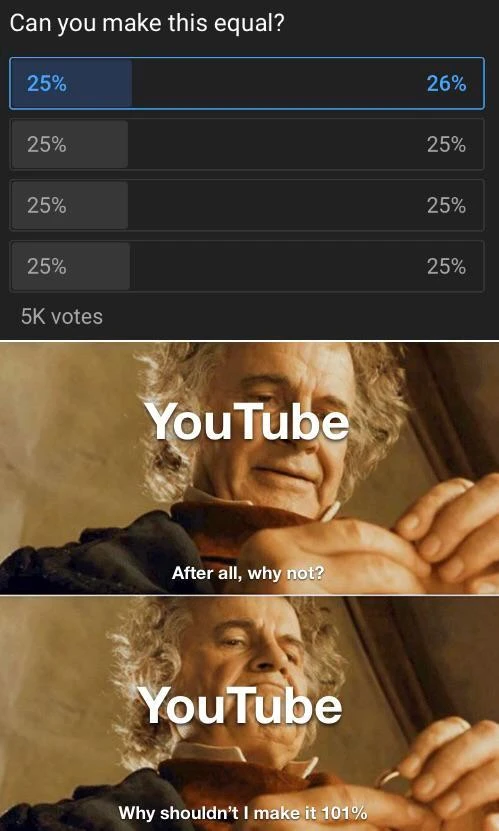 Can you make this equal?
25% 26%
25% 25%
25% 25%
25% 25%
5K votes
YouTube
After all, why not?
YouTube
Why shouldn't I make it 101%